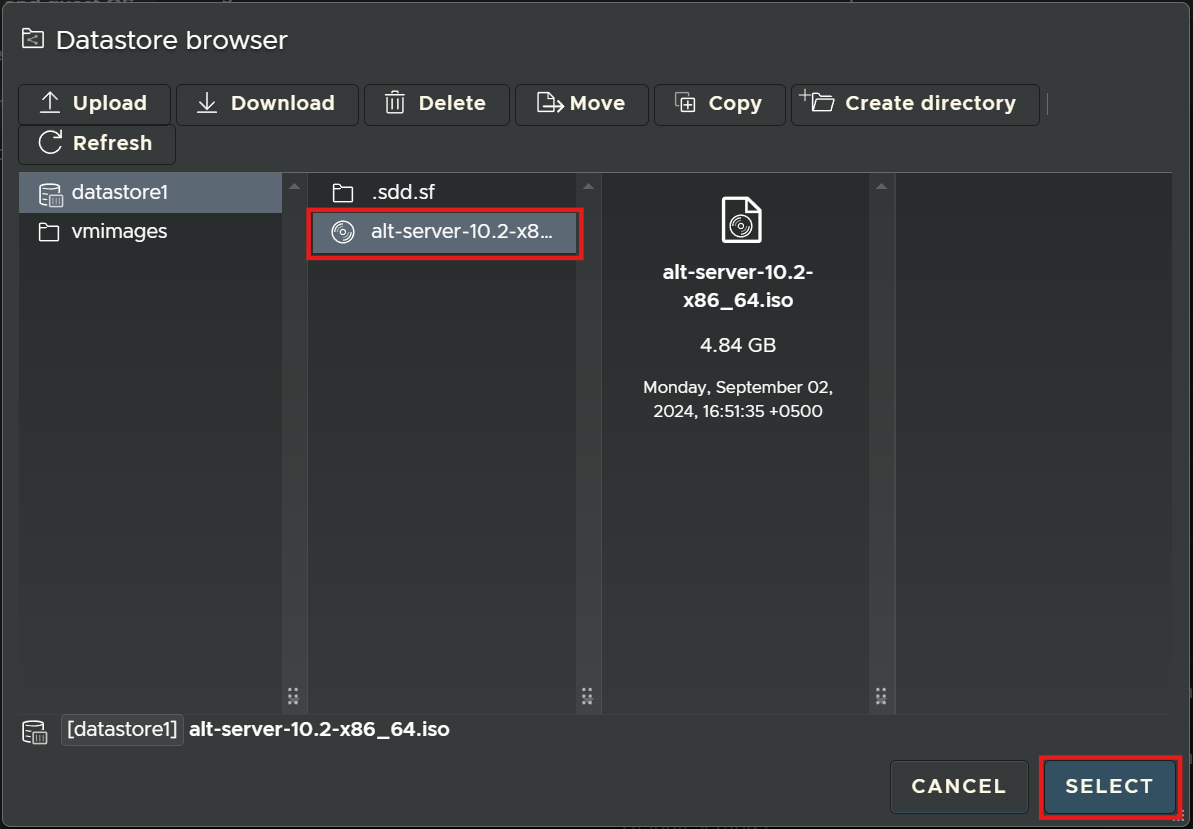 Datastore browser
Upload
Download
Delete
Move
Copy
Create directory
Refresh
datastore1
vmimages
.sdd.sf
alt-server-10.2-x8...
alt-server-10.2-
x86_64.iso
4.84 GB
Monday, September 02,
2024, 16:51:35 +0500
[datastore1] alt-server-10.2-x86_64.iso
CANCEL
SELECT